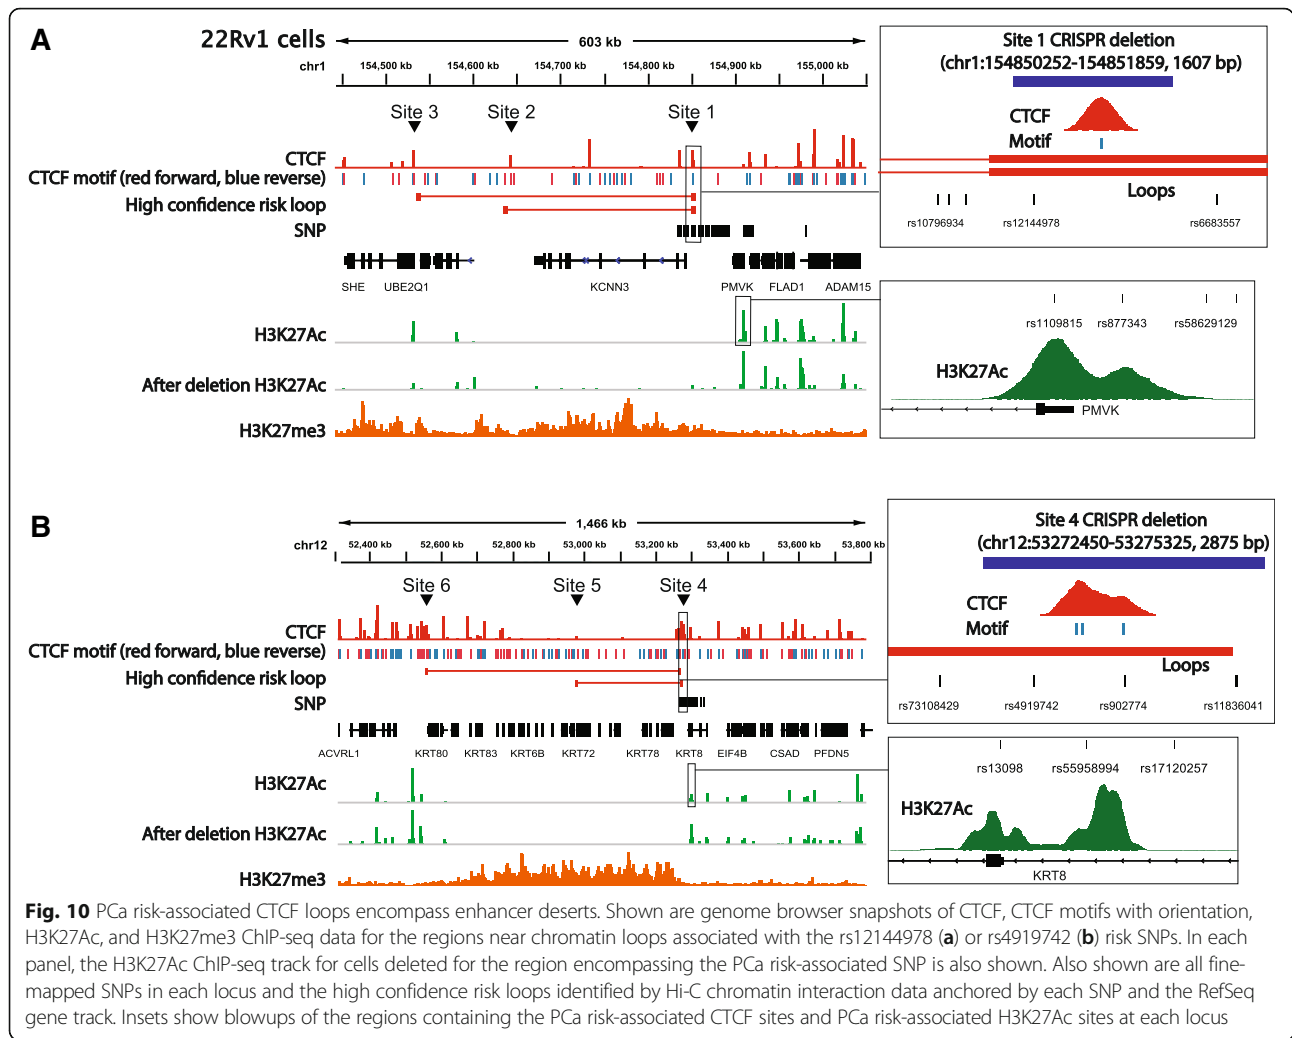 A
22Rv1 cells
603 kb
chr1
154,500 kb 154,600 kb 154,700 kb 154,800 kb 154,900 kb 155,000 kb
Site 3 Site 2 Site 1
CTCF
CTCF motif (red forward, blue reverse)
High confidence risk loop
SNP
SHE UBE2Q1 KCNN3 PMVK FLAD1 ADAM15
H3K27Ac
After deletion H3K27Ac
H3K27me3
Site 1 CRISPR deletion
(chr1:154850252-154851859, 1607 bp)
CTCF
Motif
Loops
rs10796934 rs12144978 rs6683557
rs1109815 rs877343 rs58629129
H3K27Ac
PMVK
B
1,466 kb
chr12
52,400 kb 52,600 kb 52,800 kb 53,000 kb 53,200 kb 53,400 kb 53,600 kb 53,800 kb
Site 6 Site 5 Site 4
CTCF
CTCF motif (red forward, blue reverse)
High confidence risk loop
SNP
ACVRL1 KRT80 KRT83 KRT6B KRT72 KRT78 KRT8 EIF4B CSAD PFDN5
H3K27Ac
After deletion H3K27Ac
H3K27me3
Site 4 CRISPR deletion
(chr12:53272450-53275325, 2875 bp)
CTCF
Motif
Loops
rs73108429 rs4919742 rs902774 rs11836041
rs13098 rs55958994 rs17120257
H3K27Ac
KRT8
Fig. 10 PCa risk-associated CTCF loops encompass enhancer deserts. Shown are genome browser snapshots of CTCF, CTCF motifs with orientation,
H3K27Ac, and H3K27me3 ChIP-seq data for the regions near chromatin loops associated with the rs12144978 (a) or rs4919742 (b) risk SNPs. In each
panel, the H3K27Ac ChIP-seq track for cells deleted for the region encompassing the PCa risk-associated SNP is also shown. Also shown are all fine-
mapped SNPs in each locus and the high confidence risk loops identified by Hi-C chromatin interaction data anchored by each SNP and the RefSeq
gene track. Insets show blowups of the regions containing the PCa risk-associated CTCF sites and PCa risk-associated H3K27Ac sites at each locus